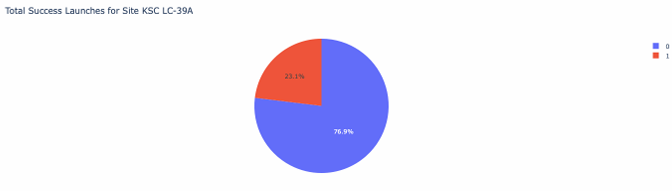 Total Success Launches for Site KSC LC-39A
0
1
23.1%
76.9%